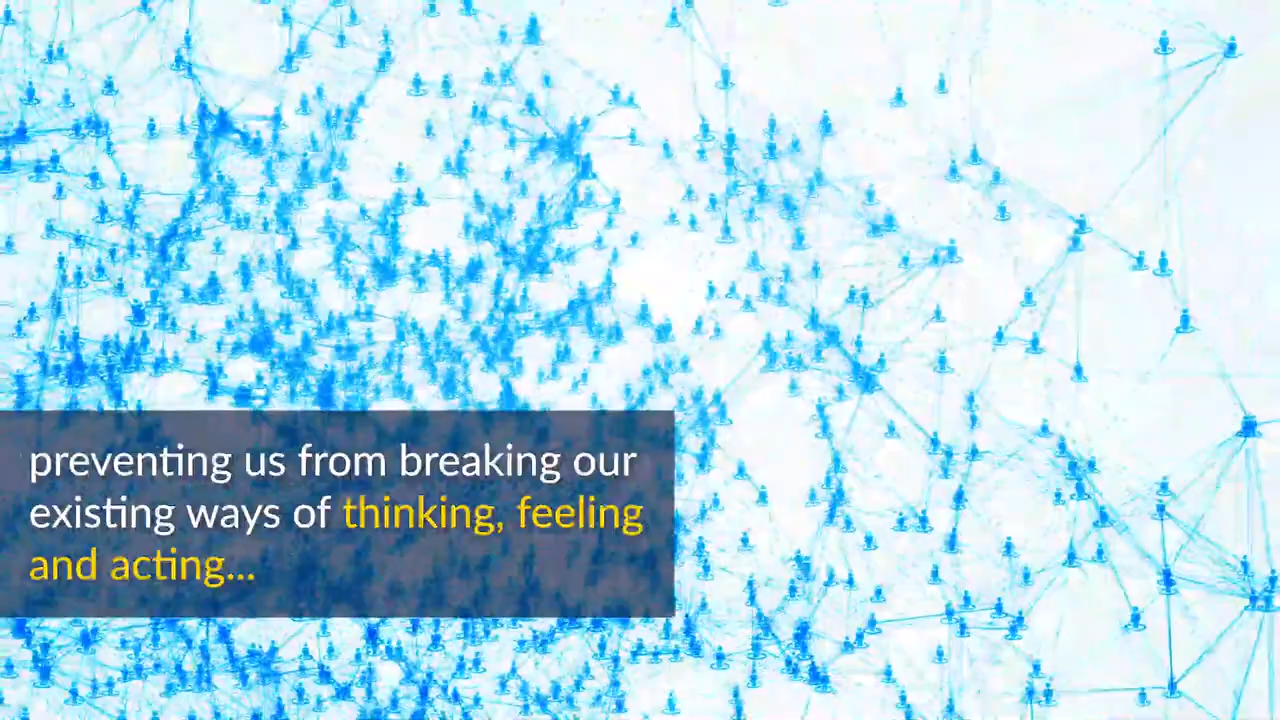 preventing us from breaking our
existing ways of thinking, feeling
and acting...